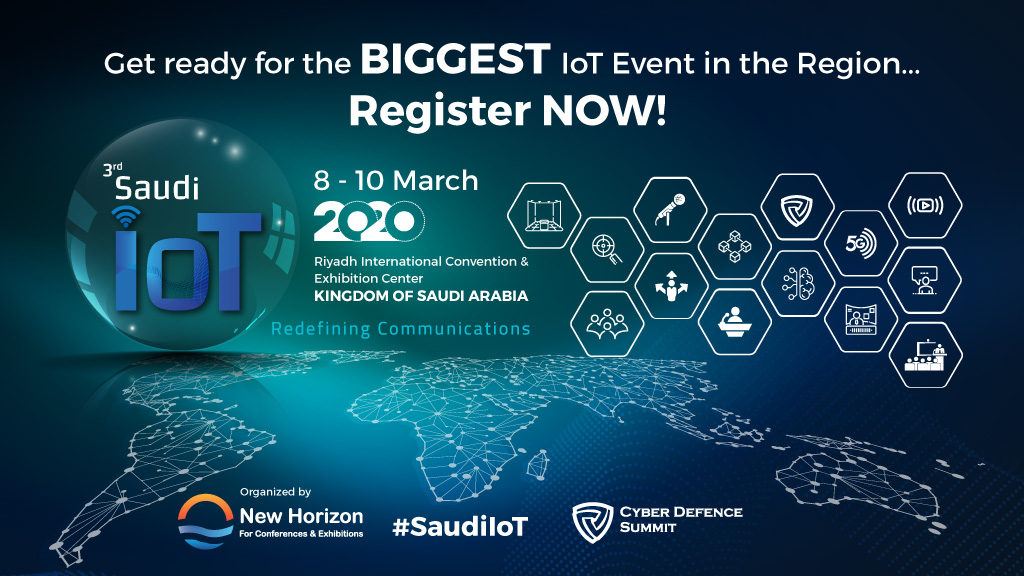 Get ready for the BIGGEST IoT Event in the Region...
Register NOW!
3rd
Saudi
IoT
8 - 10 March
2020
Riyadh International Convention &
Exhibition Center
KINGDOM OF SAUDI ARABIA
Redefining Communications
5G
Organized by
New Horizon
For Conferences & Exhibitions
#SaudiIoT
CYBER DEFENCE
SUMMIT